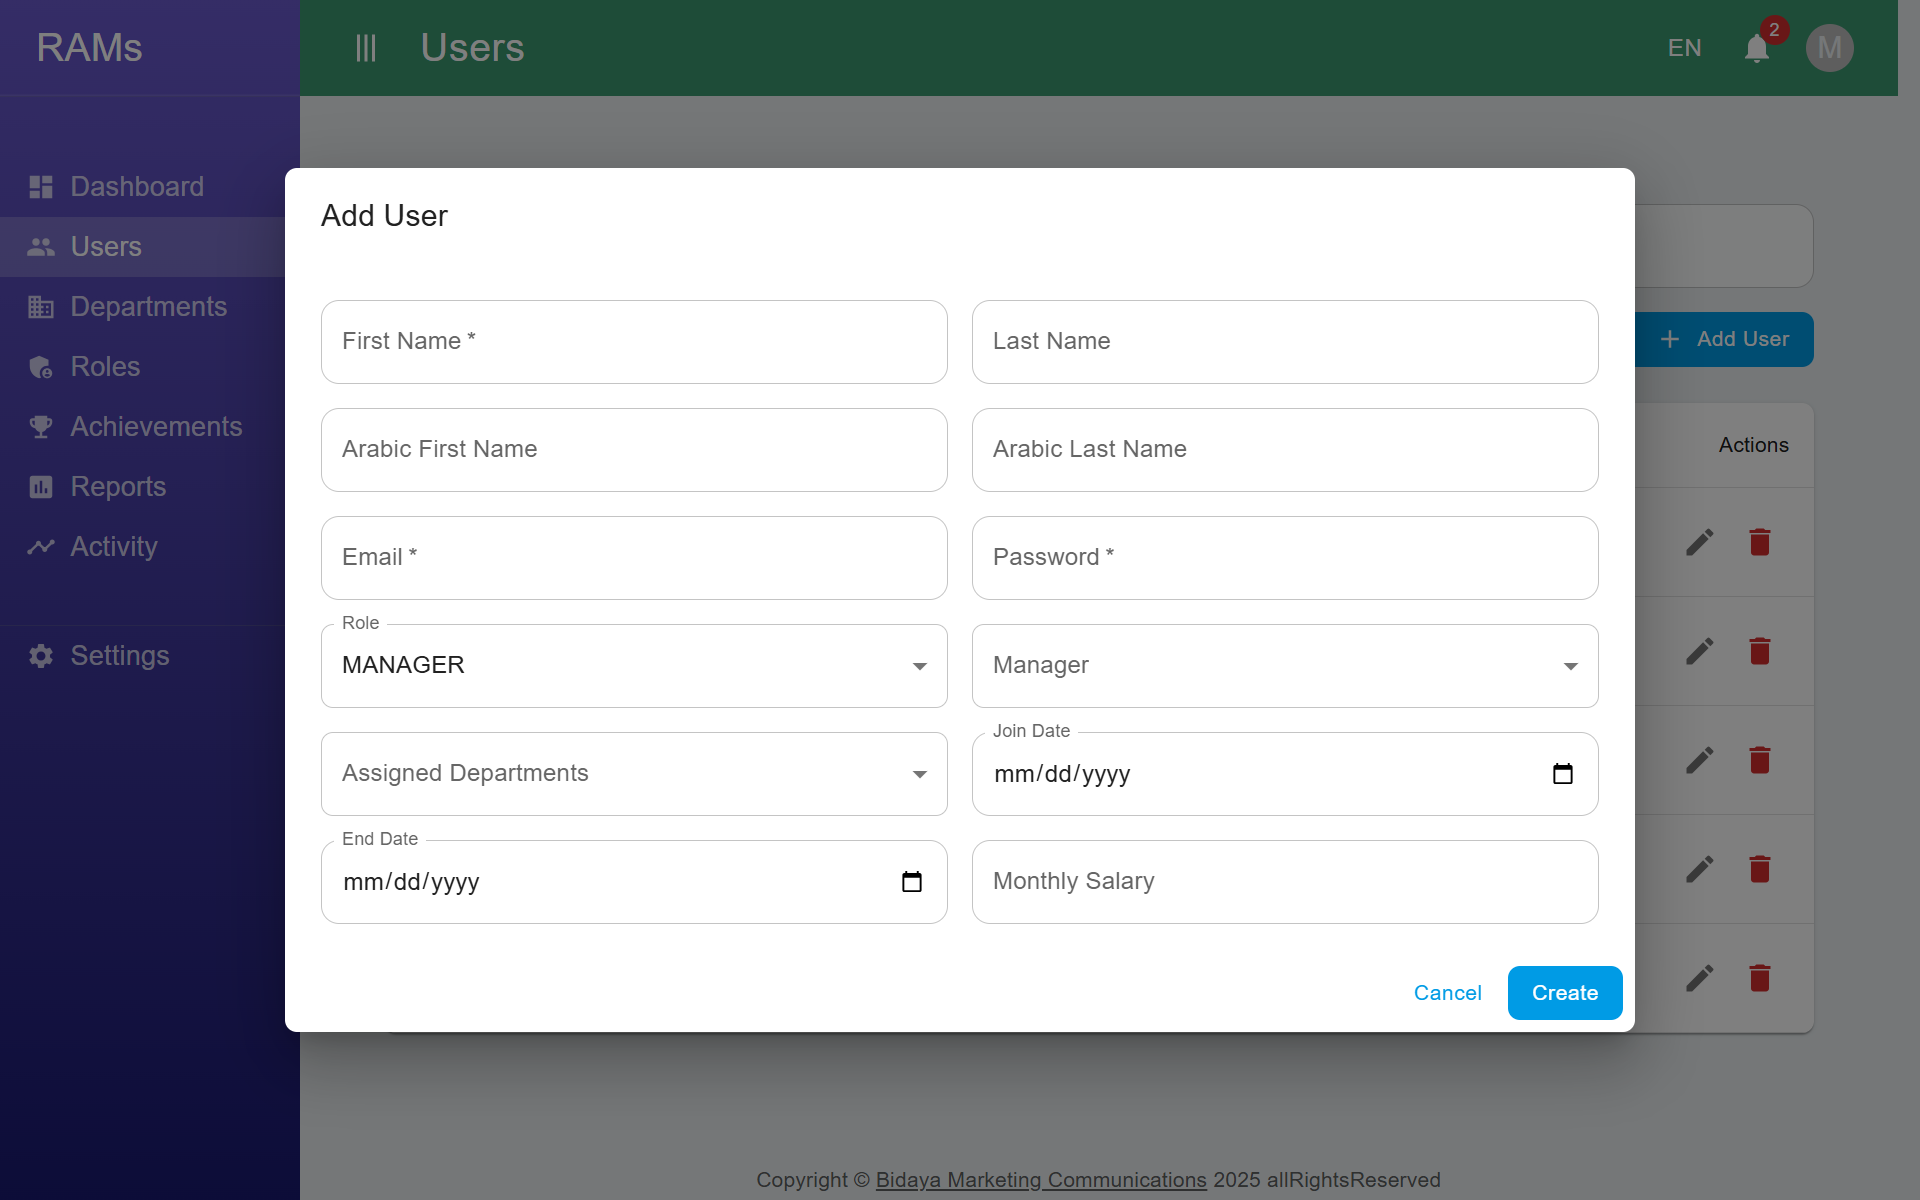 RAMs
Users
EN
2
M
Dashboard
Users
Departments
Roles
Achievements
Reports
Activity
Settings
Add User
Actions
Add User
First Name *
Last Name
Arabic First Name
Arabic Last Name
Email *
Password *
Role
MANAGER
Manager
Assigned Departments
Join Date
mm/dd/yyyy
End Date
mm/dd/yyyy
Monthly Salary
Cancel
Create
Copyright © Bidaya Marketing Communications 2025 allRightsReserved